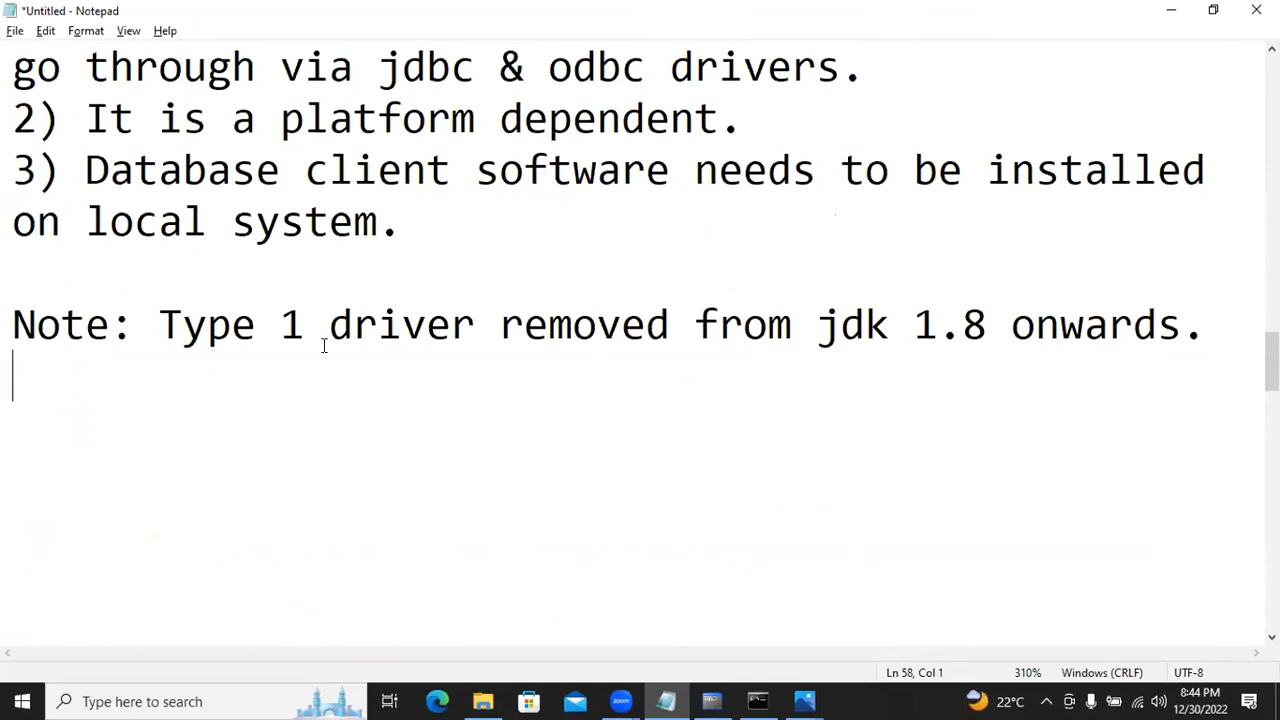 *Untitled - Notepad
File Edit Format View Help
go through via jdbc & odbc drivers.
2) It is a platform dependent.
3) Database client software needs to be installed
on local system.
Note: Type 1 driver removed from jdk 1.8 onwards.
Ln 58, Col 1 310% Windows (CRLF) UTF-8
Type here to search
zoom
22°C
8:44 PM
12/30/2022